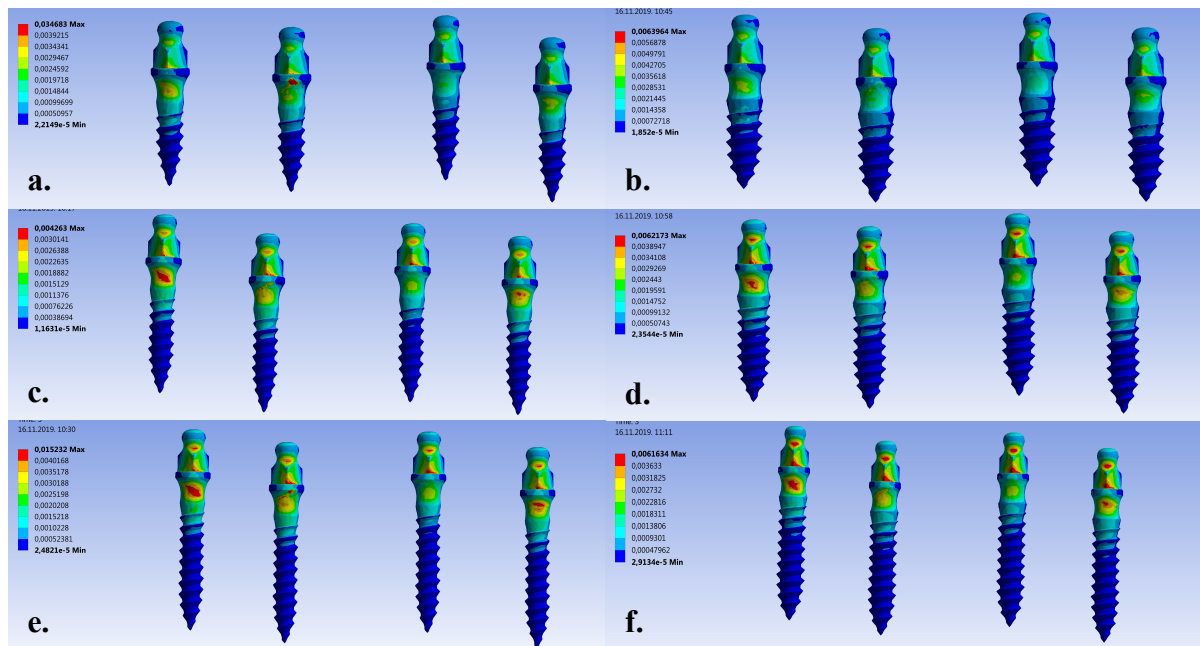 0,034683 Max
0,0039215
0,0034341
0,0029467
0,0024592
0,0019718
0,0014844
0,00099699
0,00050957
2,2149e-5 Min
a.
16.11.2019. 10:45
0,0063964 Max
0,0056878
0,0049791
0,0042705
0,0035618
0,0028531
0,0021445
0,0014358
0,00072718
1,852e-5 Min
b.
0,004263 Max
0,0030141
0,0026388
0,0022635
0,0018882
0,0015129
0,0011376
0,00076226
0,00038694
1,1631e-5 Min
c.
16.11.2019. 10:58
0,0062173 Max
0,0038947
0,0034108
0,0029269
0,002443
0,0019591
0,0014752
0,00099132
0,00050743
2,3544e-5 Min
d.
16.11.2019. 10:30
0,015232 Max
0,0040168
0,0035178
0,0030188
0,0025198
0,0020208
0,0015218
0,0010228
0,00052381
2,4821e-5 Min
e.
16.11.2019. 11:11
0,0061634 Max
0,003633
0,0031825
0,002732
0,0022816
0,0018311
0,0013806
0,0009301
0,00047962
2,9134e-5 Min
f.